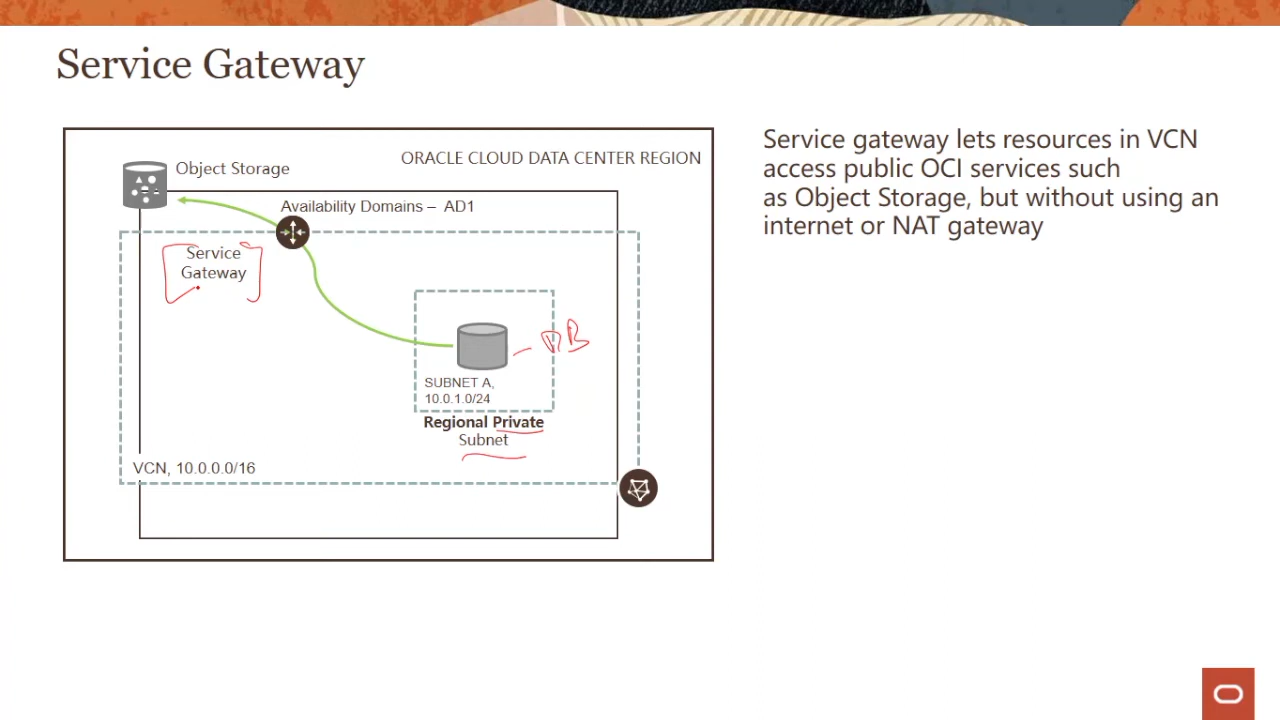 Service Gateway
Object Storage
ORACLE CLOUD DATA CENTER REGION
Availability Domains – AD1
Service
Gateway
DB
SUBNET A,
10.0.1.0/24
Regional Private
Subnet
VCN, 10.0.0.0/16
Service gateway lets resources in VCN
access public OCI services such
as Object Storage, but without using an
internet or NAT gateway